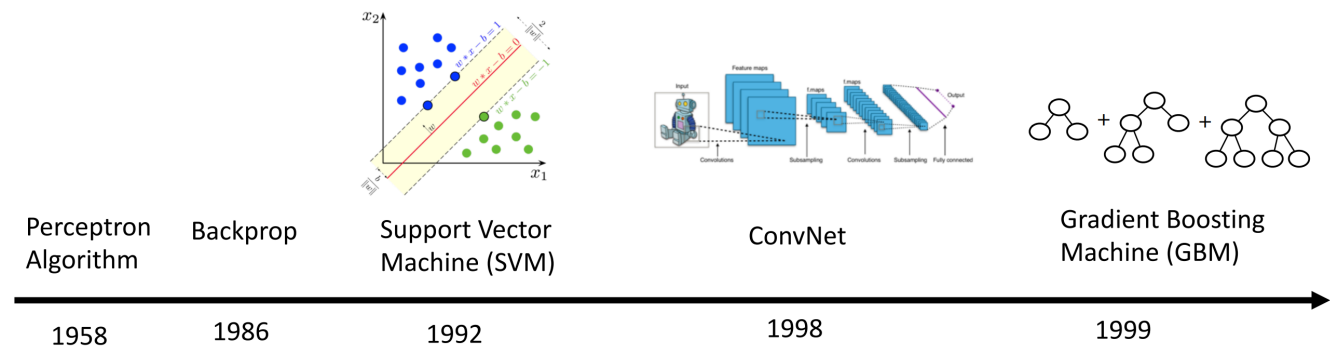 x₂
w * x − b = 1
w * x − b = 0
w * x − b = −1
2
‖w‖
w
b
‖w‖
x₁
Feature maps
Input
f.maps
f.maps
Output
Convolutions
Subsampling
Convolutions
Subsampling
Fully connected
+
+
Perceptron
Algorithm
Backprop
Support Vector
Machine (SVM)
ConvNet
Gradient Boosting
Machine (GBM)
1958
1986
1992
1998
1999